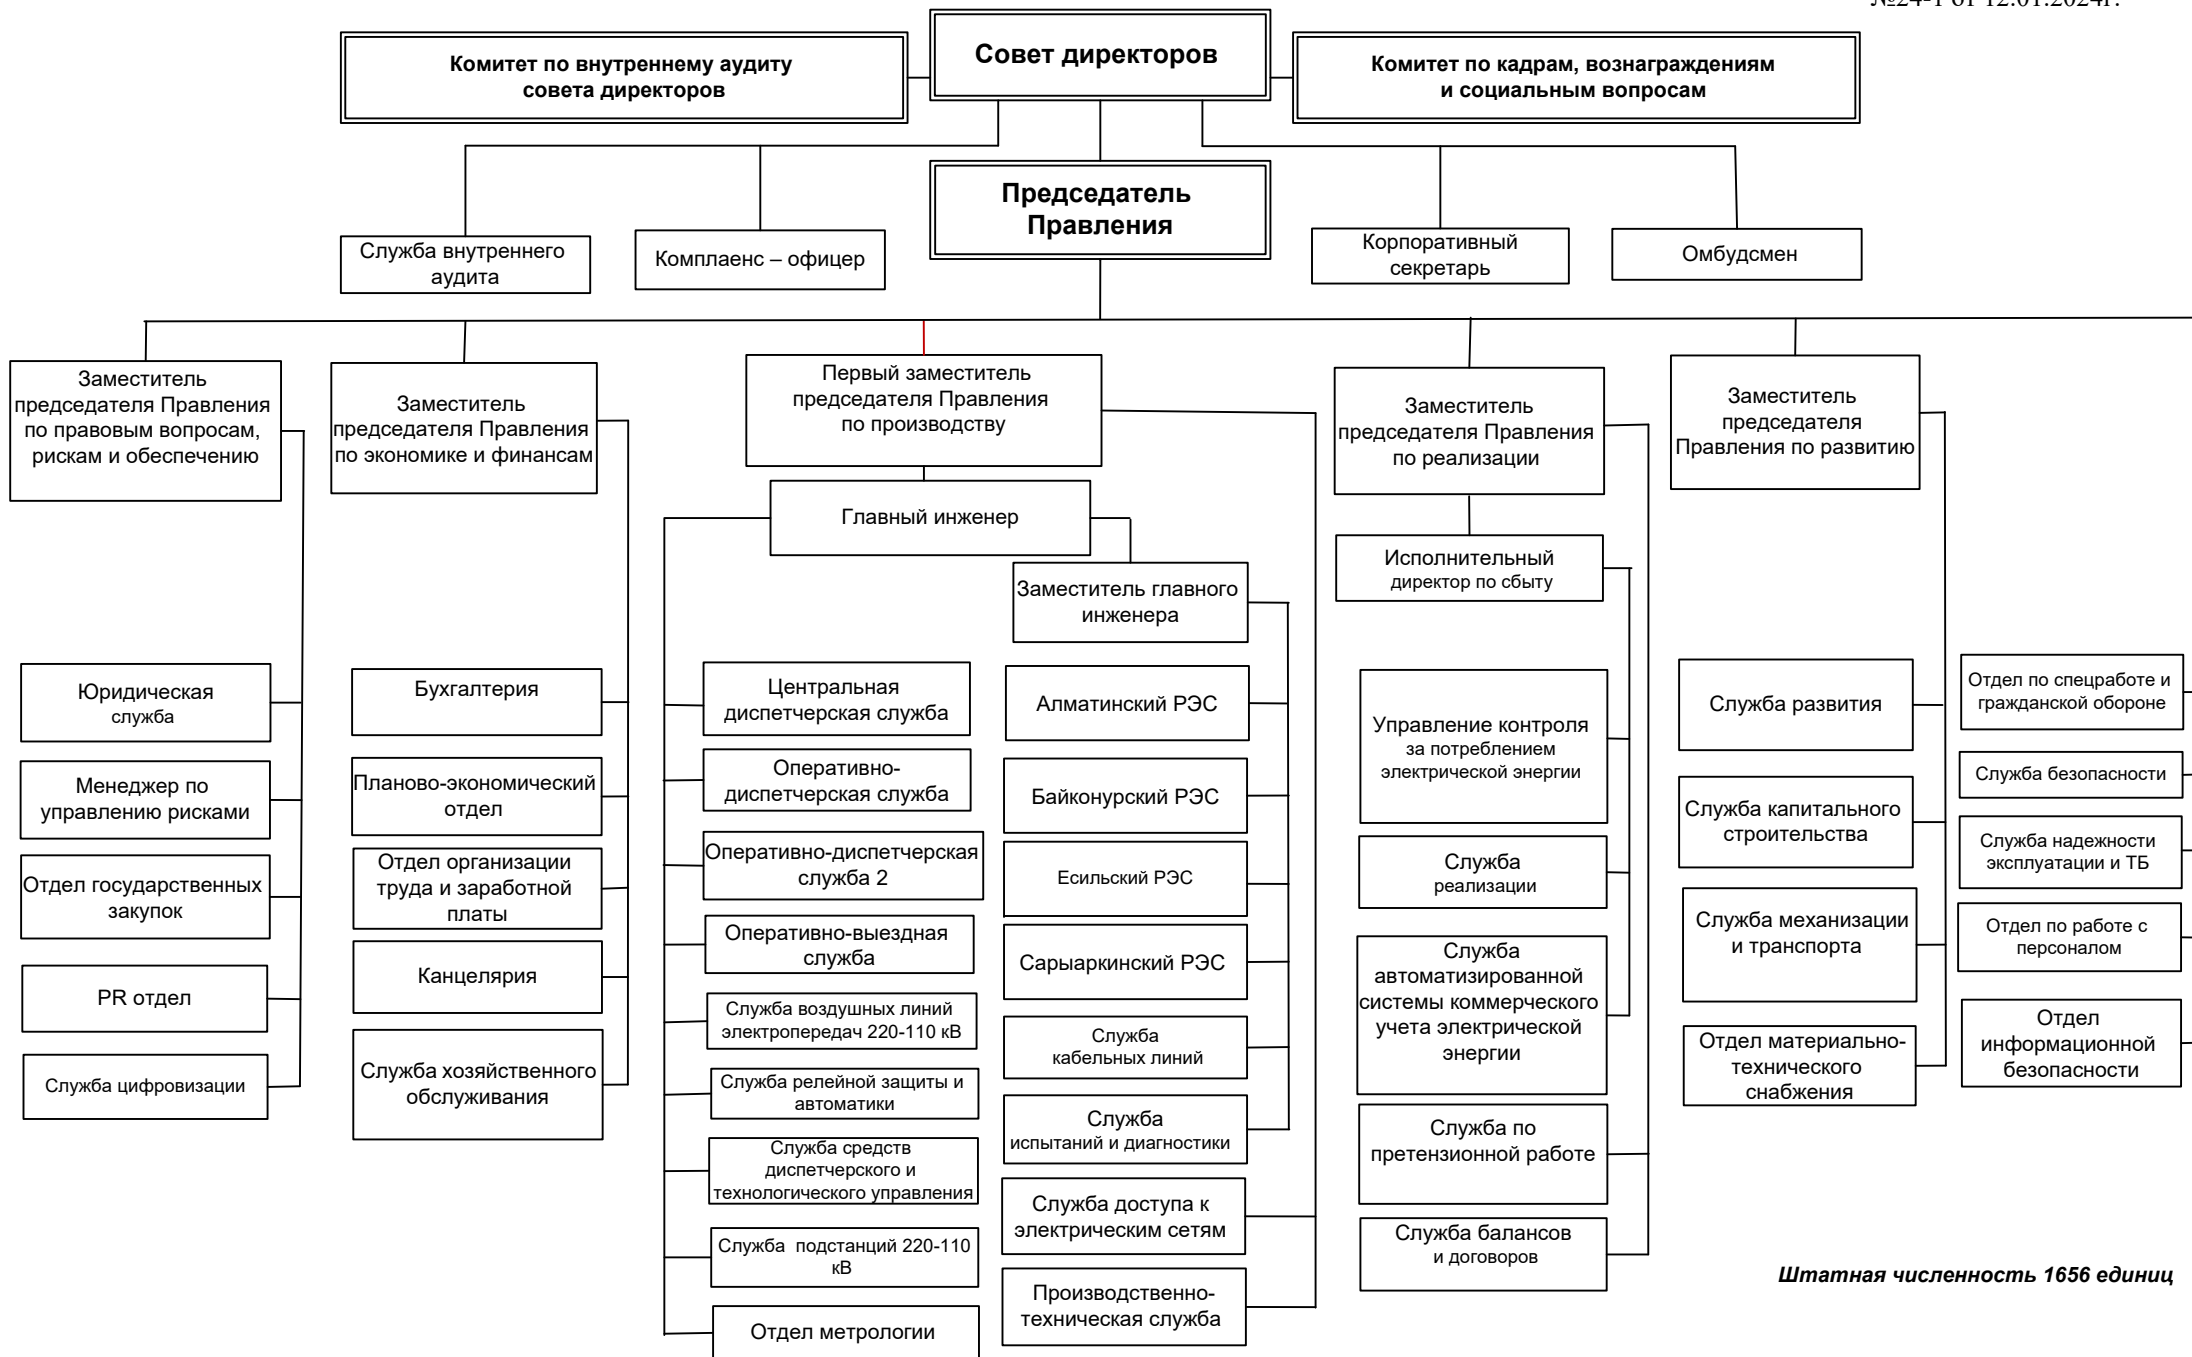 №24-1 от 12.01.2024г.
Совет директоров
Комитет по внутреннему аудиту
совета директоров
Комитет по кадрам, вознаграждениям
и социальным вопросам
Председатель
Правления
Служба внутреннего
аудита
Комплаенс – офицер
Корпоративный
секретарь
Омбудсмен
Заместитель
председателя Правления
по правовым вопросам,
рискам и обеспечению
Заместитель
председателя Правления
по экономике и финансам
Первый заместитель
председателя Правления
по производству
Заместитель
председателя Правления
по реализации
Заместитель
председателя
Правления по развитию
Главный инженер
Исполнительный
директор по сбыту
Заместитель главного
инженера
Юридическая
служба
Менеджер по
управлению рисками
Отдел государственных
закупок
PR отдел
Служба цифровизации
Бухгалтерия
Планово-экономический
отдел
Отдел организации
труда и заработной
платы
Канцелярия
Служба хозяйственного
обслуживания
Центральная
диспетчерская служба
Оперативно-
диспетчерская служба
Оперативно-диспетчерская
служба 2
Оперативно-выездная
служба
Служба воздушных линий
электропередач 220-110 кВ
Служба релейной защиты и
автоматики
Служба средств
диспетчерского и
технологического управления
Служба подстанций 220-110
кВ
Отдел метрологии
Алматинский РЭС
Байконурский РЭС
Есильский РЭС
Сарыаркинский РЭС
Служба
кабельных линий
Служба
испытаний и диагностики
Служба доступа к
электрическим сетям
Производственно-
техническая служба
Управление контроля
за потреблением
электрической энергии
Служба
реализации
Служба
автоматизированной
системы коммерческого
учета электрической
энергии
Служба по
претензионной работе
Служба балансов
и договоров
Служба развития
Служба капитального
строительства
Служба механизации
и транспорта
Отдел материально-
технического
снабжения
Отдел по спецработе и
гражданской обороне
Служба безопасности
Служба надежности
эксплуатации и ТБ
Отдел по работе с
персоналом
Отдел
информационной
безопасности
Штатная численность 1656 единиц